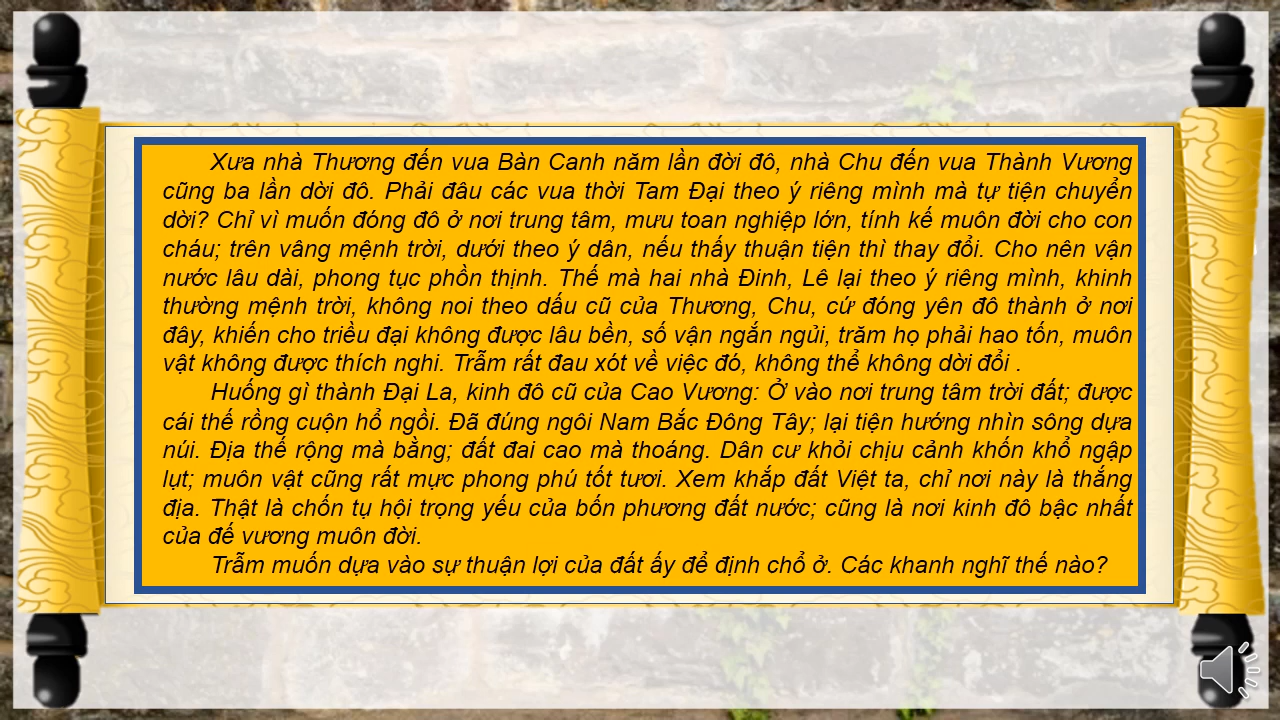 Xưa nhà Thương đến vua Bàn Canh năm lần đời đô, nhà Chu đến vua Thành Vương
cũng ba lần dời đô. Phải đâu các vua thời Tam Đại theo ý riêng mình mà tự tiện chuyển
dời? Chỉ vì muốn đóng đô ở nơi trung tâm, mưu toan nghiệp lớn, tính kế muôn đời cho con
cháu; trên vâng mệnh trời, dưới theo ý dân, nếu thấy thuận tiện thì thay đổi. Cho nên vận
nước lâu dài, phong tục phồn thịnh. Thế mà hai nhà Đinh, Lê lại theo ý riêng mình, khinh
thường mệnh trời, không noi theo dấu cũ của Thương, Chu, cứ đóng yên đô thành ở nơi
đây, khiến cho triều đại không được lâu bền, số vận ngắn ngủi, trăm họ phải hao tốn, muôn
vật không được thích nghi. Trẫm rất đau xót về việc đó, không thể không dời đổi .
Huống gì thành Đại La, kinh đô cũ của Cao Vương: Ở vào nơi trung tâm trời đất; được
cái thế rồng cuộn hổ ngồi. Đã đúng ngôi Nam Bắc Đông Tây; lại tiện hướng nhìn sông dựa
núi. Địa thế rộng mà bằng; đất đai cao mà thoáng. Dân cư khỏi chịu cảnh khốn khổ ngập
lụt; muôn vật cũng rất mực phong phú tốt tươi. Xem khắp đất Việt ta, chỉ nơi này là thắng
địa. Thật là chốn tụ hội trọng yếu của bốn phương đất nước; cũng là nơi kinh đô bậc nhất
của đế vương muôn đời.
Trẫm muốn dựa vào sự thuận lợi của đất ấy để định chổ ở. Các khanh nghĩ thế nào?